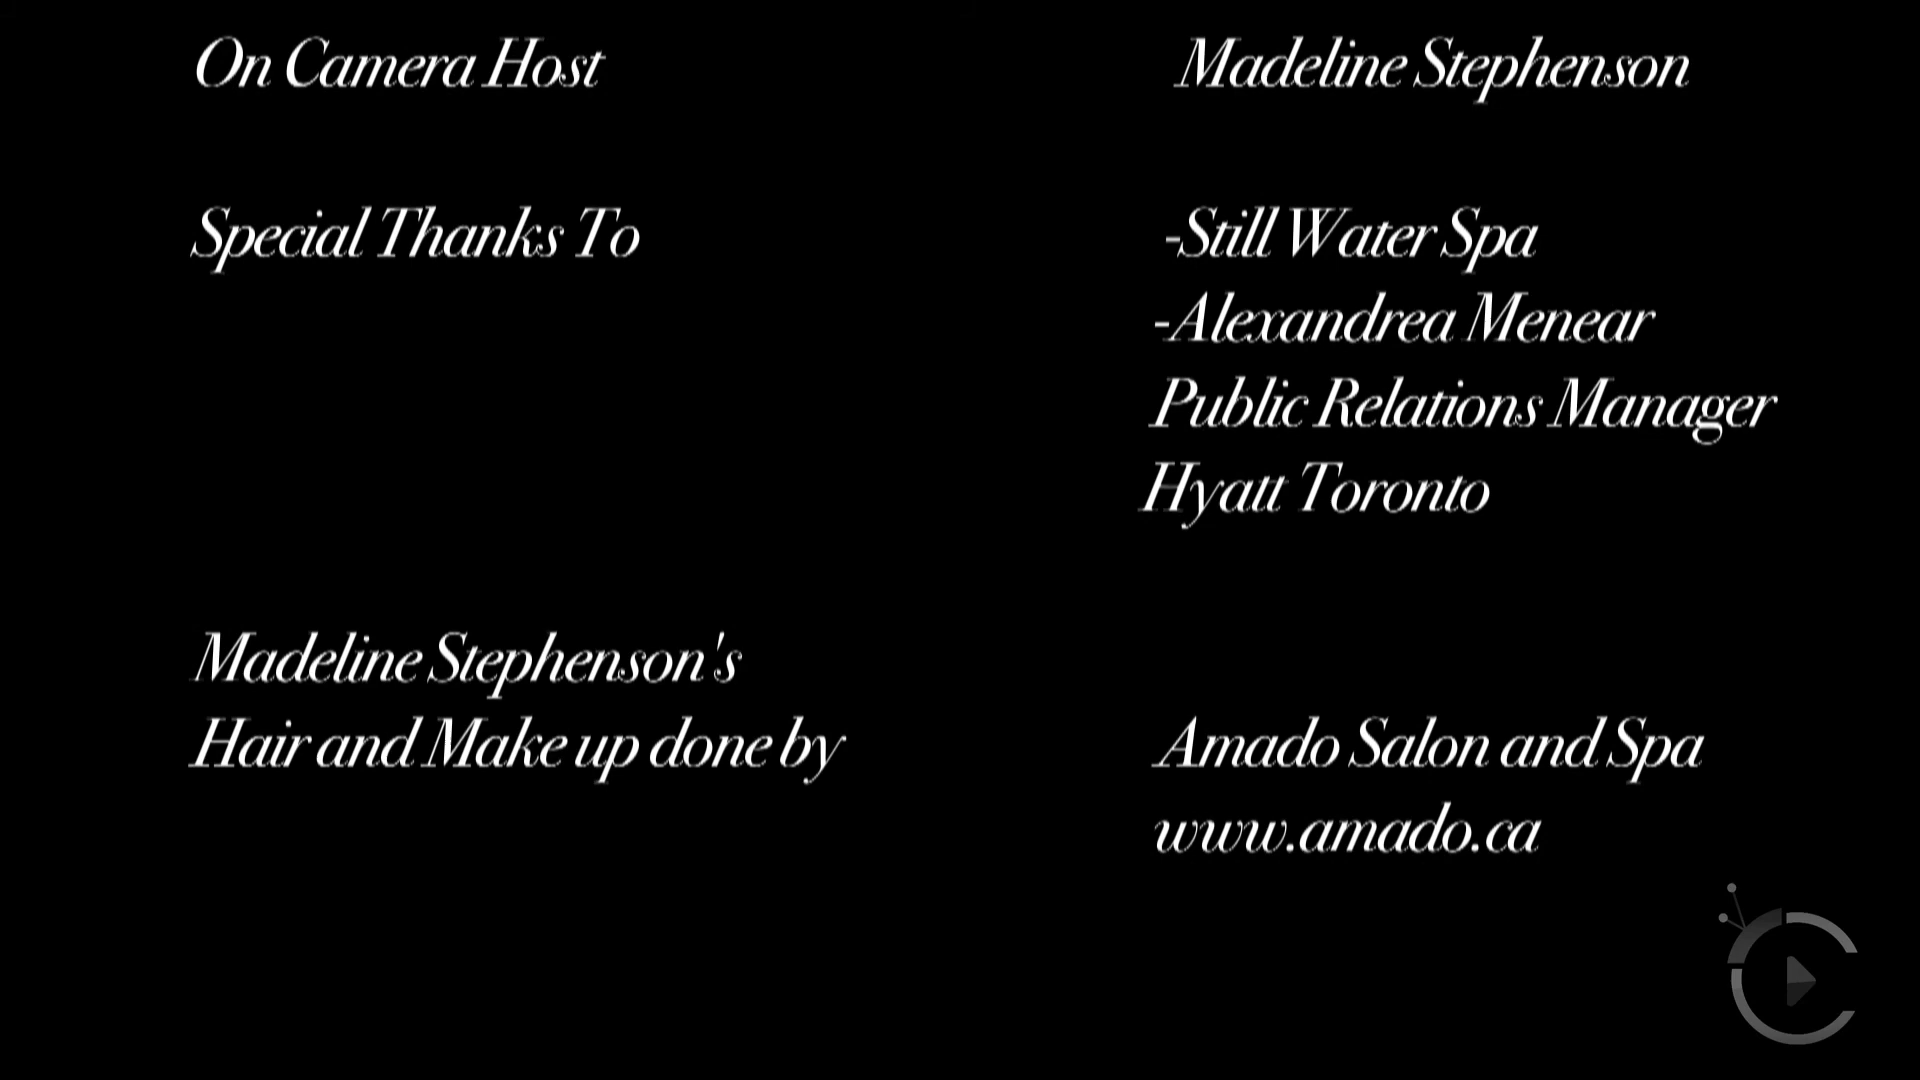 On Camera Host Madeline Stephenson
Special Thanks To -Still Water Spa
-Alexandrea Menear
Public Relations Manager
Hyatt Toronto
Madeline Stephenson's
Hair and Make up done by Amado Salon and Spa
www.amado.ca